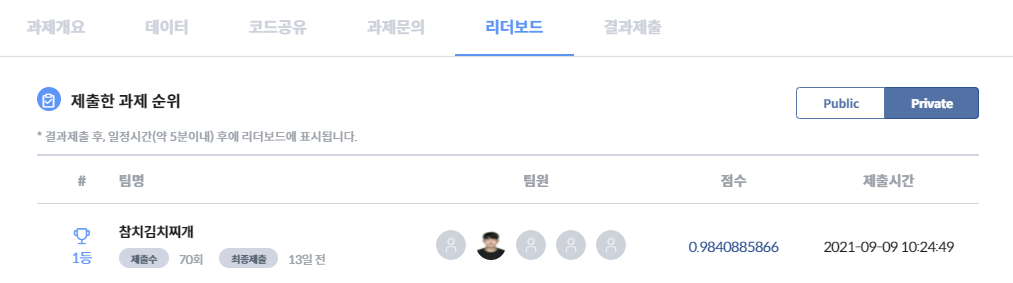 과제개요 데이터 코드공유 과제문의 리더보드 결과제출
제출한 과제 순위 Public Private
* 결과제출 후, 일정시간(약 5분이내) 후에 리더보드에 표시됩니다.
# 팀명 팀원 점수 제출시간
참치김치찌개
1등 제출수 70회 최종제출 13일 전 0.9840885866 2021-09-09 10:24:49